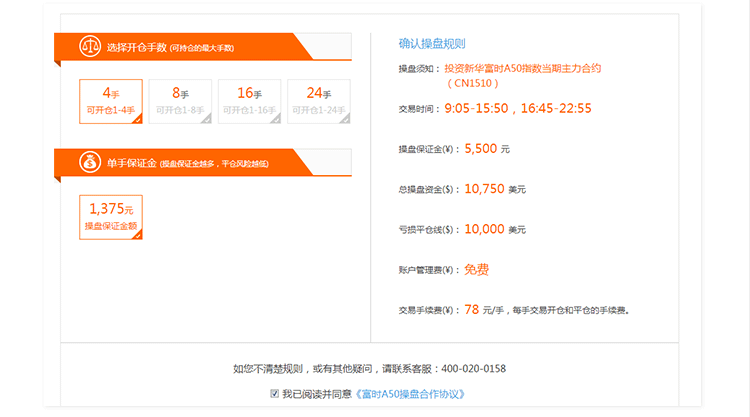 选择开仓手数 (可持仓的最大手数)
4手
可开仓1-4手
8手
可开仓1-8手
16手
可开仓1-16手
24手
可开仓1-24手
单手保证金 (操盘保证金越多，平仓风险越低)
1,375元
操盘保证金额
确认操盘规则
操盘须知： 投资新华富时A50指数当期主力合约
（CN1510）
交易时间： 9:05-15:50，16:45-22:55
操盘保证金(¥)： 5,500 元
总操盘资金($)： 10,750 美元
亏损平仓线($)： 10,000 美元
账户管理费(¥)： 免费
交易手续费(¥)： 78 元/手，每手交易开仓和平仓的手续费。
如您不清楚规则，或有其他疑问，请联系客服：400-020-0158
我已阅读并同意《富时A50操盘合作协议》